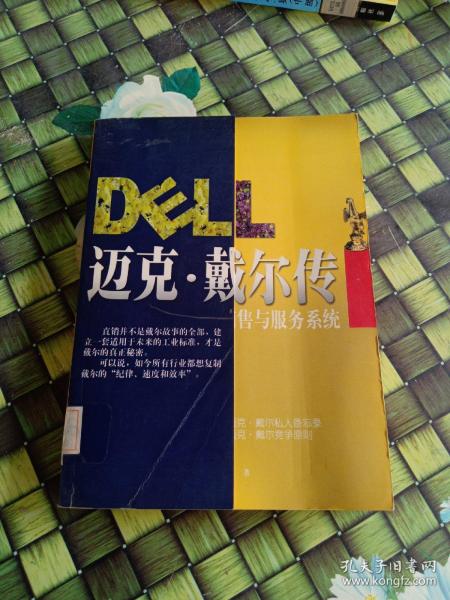 DELL
迈克·戴尔传
售与服务系统
直销并不是戴尔故事的全部，建
立一套适用于未来的工业标准，才是
戴尔的真正秘密。
可以说，如今所有行业都想复制
戴尔的“纪律、速度和效率”。
克·戴尔私人备忘录
克·戴尔竞争原则
著
孔夫子旧书网
www.kongfz.com